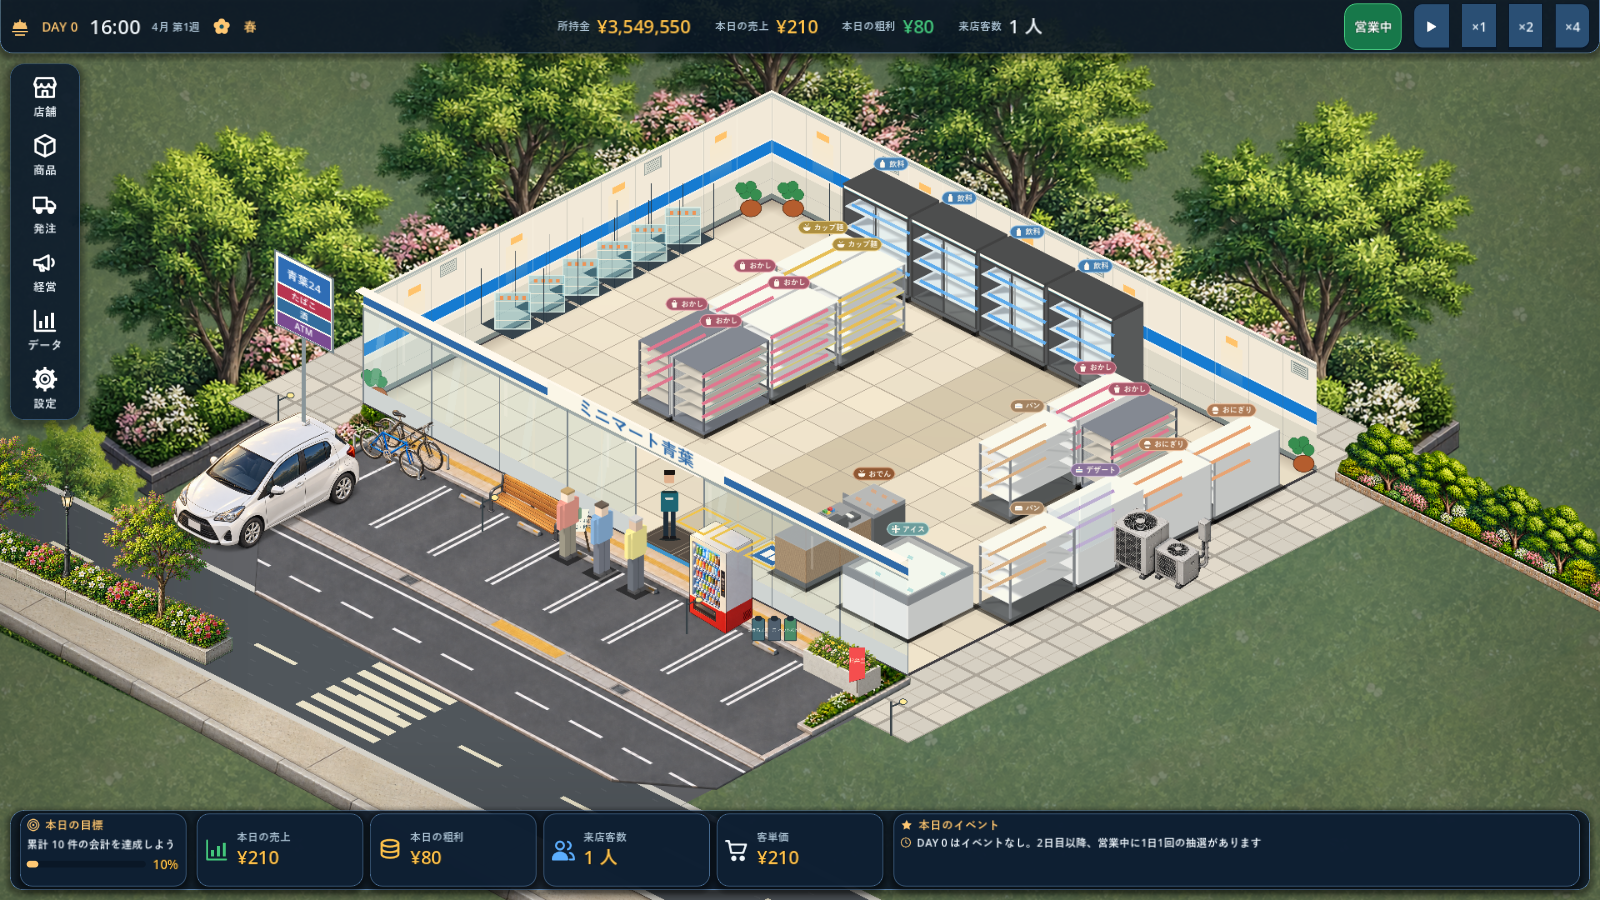 DAY 0 16:00 4月 第1週 春
所持金 ¥3,549,550 本日の売上 ¥210 本日の粗利 ¥80 来店客数 1 人
営業中 ×1 ×2 ×4
店舗
商品
発注
経営
データ
設定
飲料
飲料
飲料
飲料
カップ麺
カップ麺
おかし
おかし
おかし
おかし
おかし
おかし
パン
おにぎり
おにぎり
デザート
おでん
パン
アイス
青葉24
たばこ
酒
ATM
ミニマート青葉
本日の目標
累計 10 件の会計を達成しよう
10%
本日の売上
¥210
本日の粗利
¥80
来店客数
1 人
客単価
¥210
本日のイベント
DAY 0 はイベントなし。2日目以降、営業中に1日1回の抽選があります